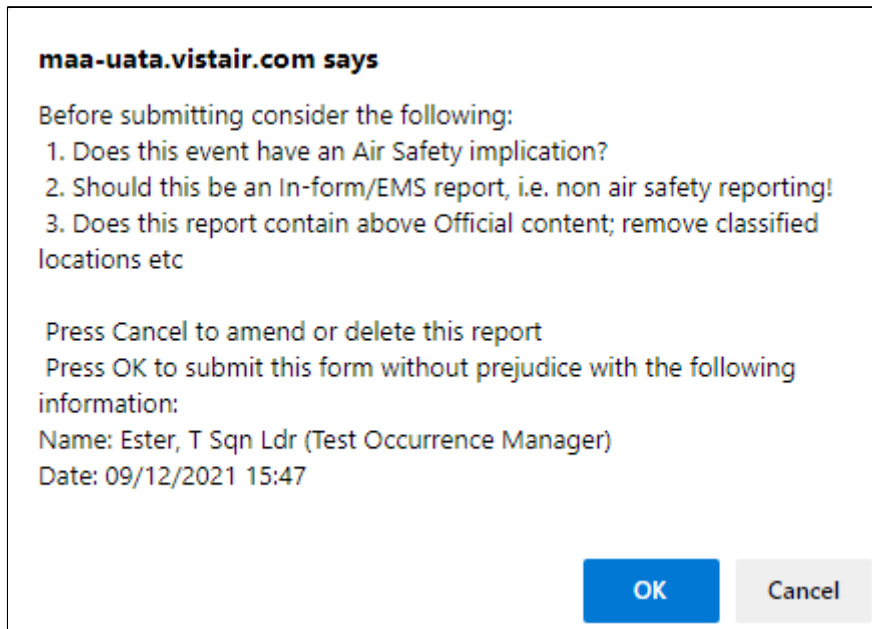 maa-uata.vistair.com says
Before submitting consider the following:
1. Does this event have an Air Safety implication?
2. Should this be an In-form/EMS report, i.e. non air safety reporting!
3. Does this report contain above Official content; remove classified
locations etc
Press Cancel to amend or delete this report
Press OK to submit this form without prejudice with the following
information:
Name: Ester, T Sqn Ldr (Test Occurrence Manager)
Date: 09/12/2021 15:47
OK
Cancel